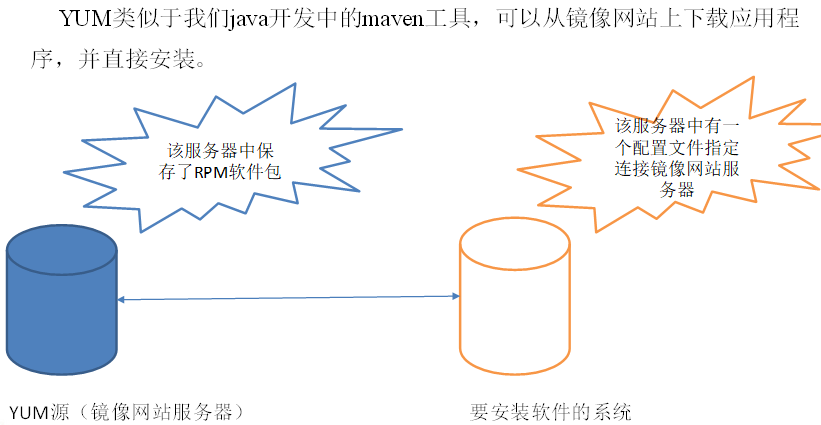 YUM类似于我们java开发中的maven工具，可以从镜像网站上下载应用程
序，并直接安装。
该服务器中保
存了RPM软件包
该服务器中有一
个配置文件指定
连接镜像网站服
务器
YUM源（镜像网站服务器）
要安装软件的系统